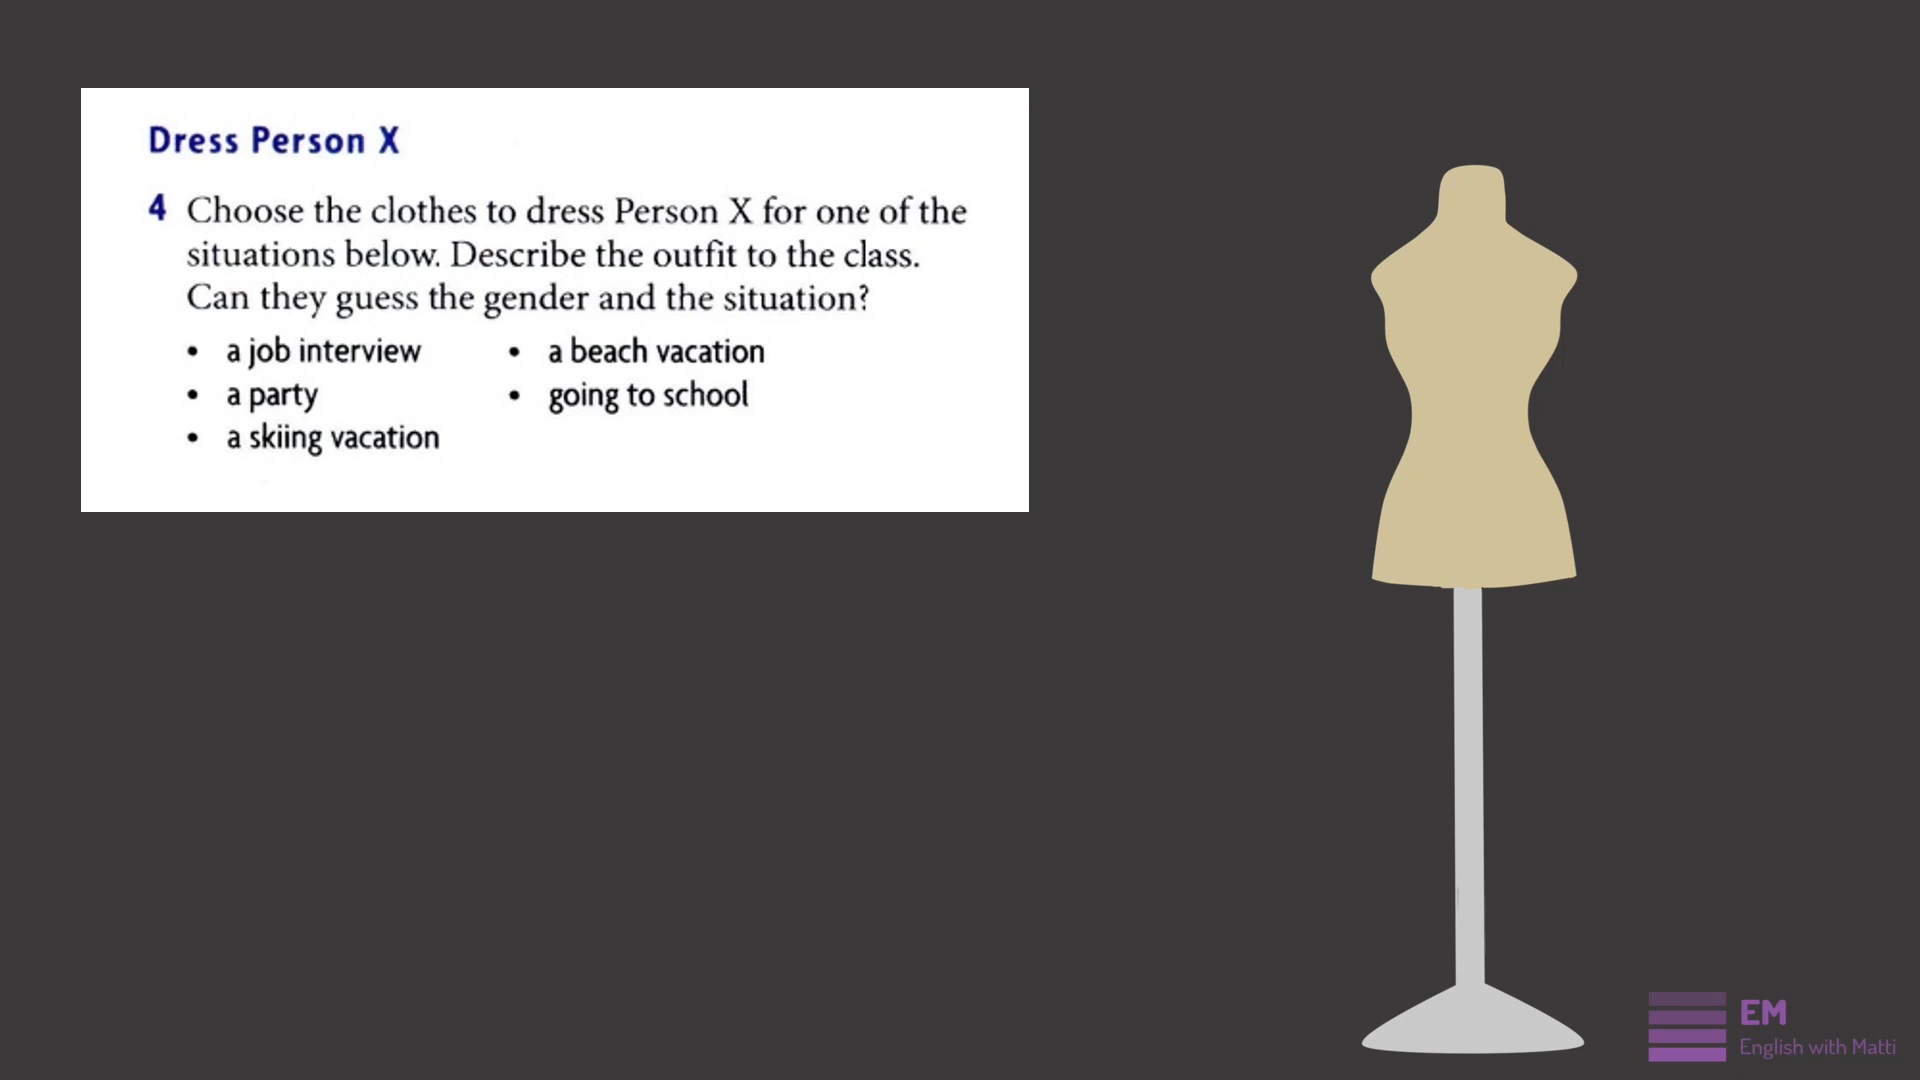 Dress Person X
4 Choose the clothes to dress Person X for one of the
situations below. Describe the outfit to the class.
Can they guess the gender and the situation?
• a job interview
• a party
• a skiing vacation
• a beach vacation
• going to school
EM
English with Matti